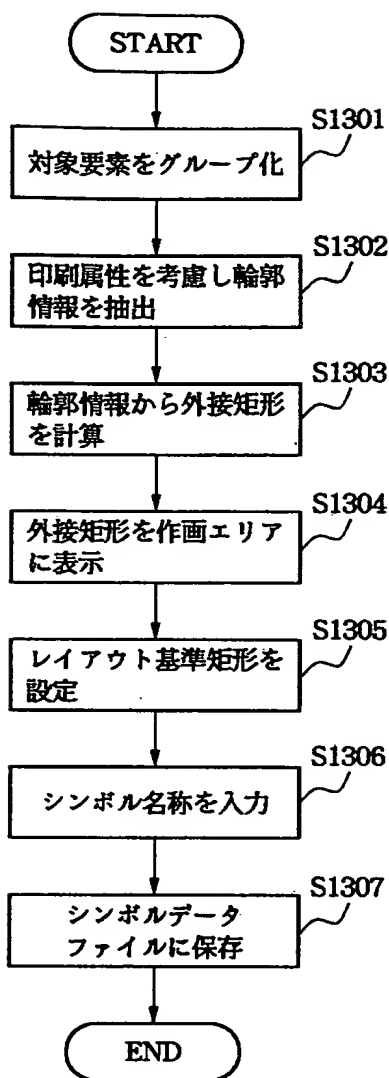 START
S1301
対象要素をグループ化
S1302
印刷属性を考慮し輪郭
情報を抽出
S1303
輪郭情報から外接矩形
を計算
S1304
外接矩形を作画エリア
に表示
S1305
レイアウト基準矩形を
設定
S1306
シンボル名称を入力
S1307
シンボルデータ
ファイルに保存
END